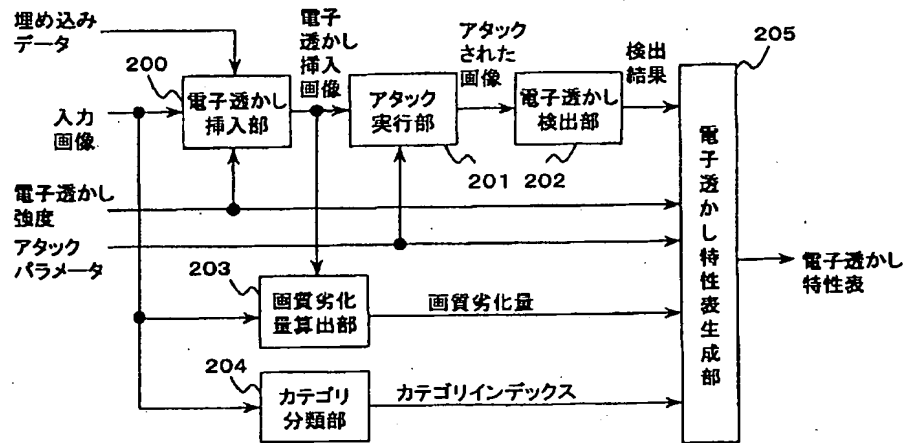 埋め込み
データ
200
電子透かし
挿入部
電子
透かし
挿入
画像
アタック
実行部
201
アタック
された
画像
電子透かし
検出部
202
検出
結果
205
入力
画像
電子透かし
強度
アタック
パラメータ
203
画質劣化
量算出部
画質劣化量
204
カテゴリ
分類部
カテゴリインデックス
電子透かし特性表生成部
電子透かし
特性表